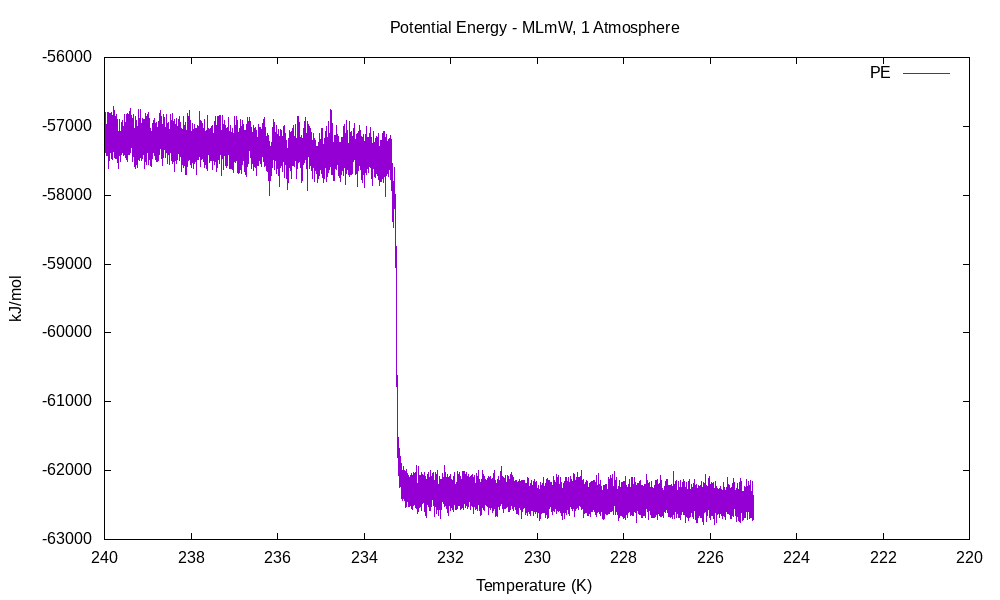 Potential Energy - MLmW, 1 Atmosphere
PE
-56000
-57000
-58000
-59000
-60000
-61000
-62000
-63000
kJ/mol
240 238 236 234 232 230 228 226 224 222 220
Temperature (K)